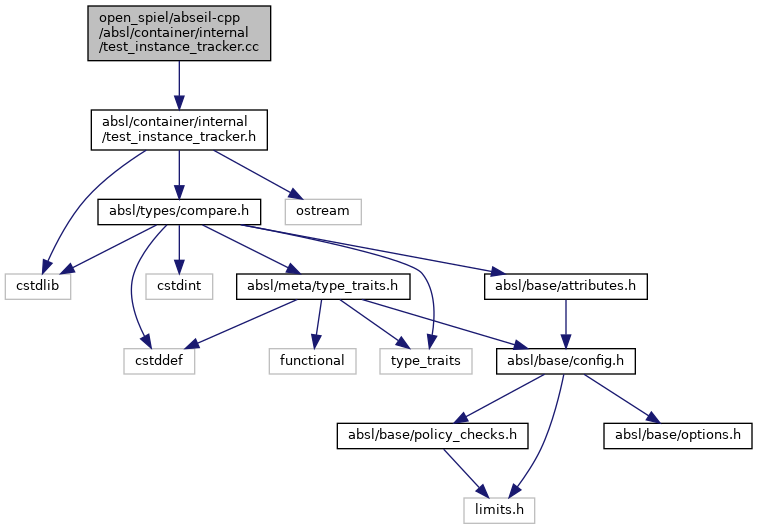 open_spiel/abseil-cpp
/absl/container/internal
/test_instance_tracker.cc
absl/container/internal
/test_instance_tracker.h
absl/types/compare.h
ostream
cstdlib
cstdint
absl/meta/type_traits.h
absl/base/attributes.h
cstddef
functional
type_traits
absl/base/config.h
absl/base/policy_checks.h
absl/base/options.h
limits.h